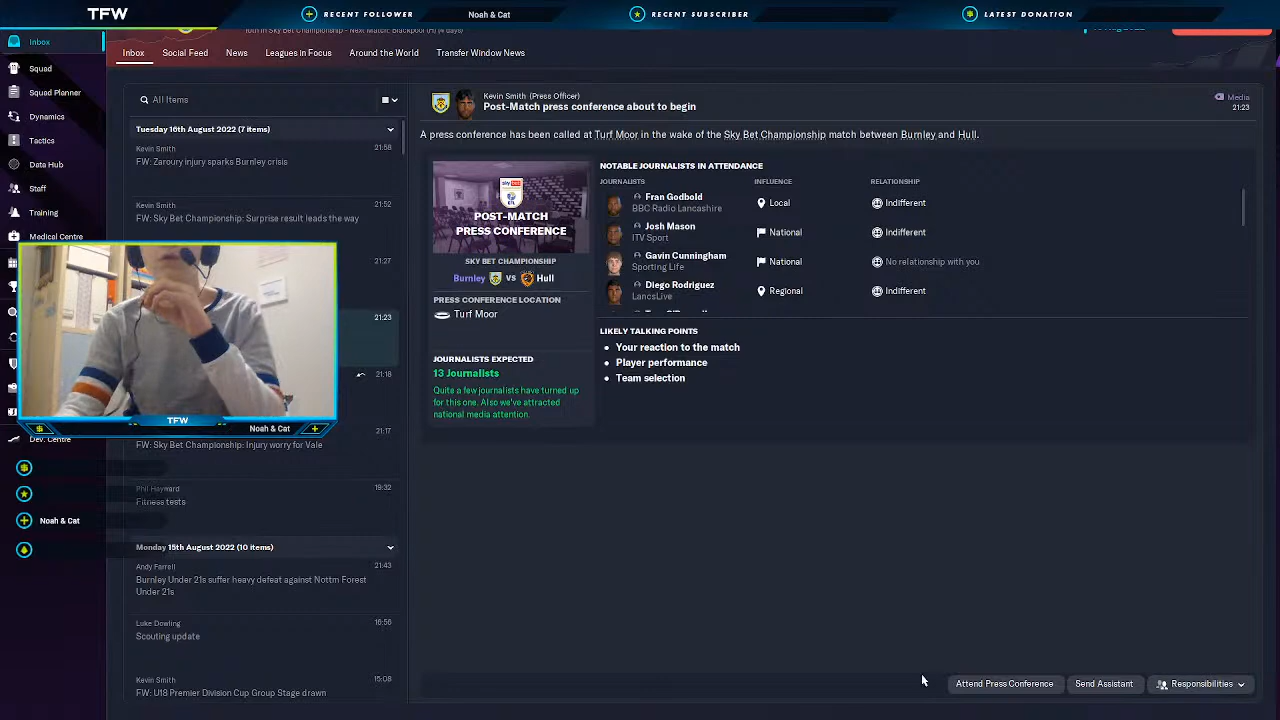 TFW
RECENT FOLLOWER
Noah & Cat
RECENT SUBSCRIBER
LATEST DONATION
Inbox
Squad
Squad Planner
Dynamics
Tactics
Data Hub
Staff
Training
Medical Centre
Dev. Centre
10th in Sky Bet Championship - Next Match: Blackpool (H) (4 days)
Inbox
Social Feed
News
Leagues in Focus
Around the World
Transfer Window News
All Items
Tuesday 16th August 2022 (7 items)
Kevin Smith
21:58
FW: Zaroury injury sparks Burnley crisis
Kevin Smith
21:52
FW: Sky Bet Championship: Surprise result leads the way
21:27
21:23
21:18
21:17
FW: Sky Bet Championship: Injury worry for Vale
Phil Hayward
19:32
Fitness tests
Monday 15th August 2022 (10 items)
Andy Farrell
21:43
Burnley Under 21s suffer heavy defeat against Nottm Forest
Under 21s
Luke Dowling
16:56
Scouting update
Kevin Smith
15:08
FW: U18 Premier Division Cup Group Stage drawn
TFW
Noah & Cat
Noah & Cat
Kevin Smith (Press Officer)
Post-Match press conference about to begin
Media
21:23
A press conference has been called at Turf Moor in the wake of the Sky Bet Championship match between Burnley and Hull.
POST-MATCH
PRESS CONFERENCE
SKY BET CHAMPIONSHIP
Burnley VS Hull
PRESS CONFERENCE LOCATION
Turf Moor
JOURNALISTS EXPECTED
13 Journalists
Quite a few journalists have turned up
for this one. Also we've attracted
national media attention.
NOTABLE JOURNALISTS IN ATTENDANCE
JOURNALISTS
INFLUENCE
RELATIONSHIP
Fran Godbold
BBC Radio Lancashire
Local
Indifferent
Josh Mason
ITV Sport
National
Indifferent
Gavin Cunningham
Sporting Life
National
No relationship with you
Diego Rodriguez
LancsLive
Regional
Indifferent
LIKELY TALKING POINTS
Your reaction to the match
Player performance
Team selection
Attend Press Conference
Send Assistant
Responsibilities